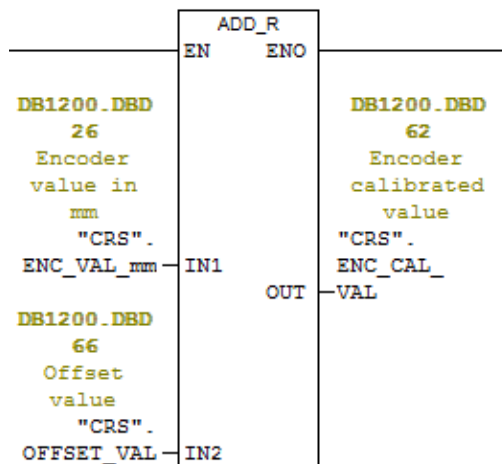 ADD_R
EN ENO
DB1200.DBD
26
Encoder
value in
mm
"CRS".
ENC_VAL_mm IN1
DB1200.DBD
62
Encoder
calibrated
value
"CRS".
ENC_CAL_
OUT VAL
DB1200.DBD
66
Offset
value
"CRS".
OFFSET_VAL IN2